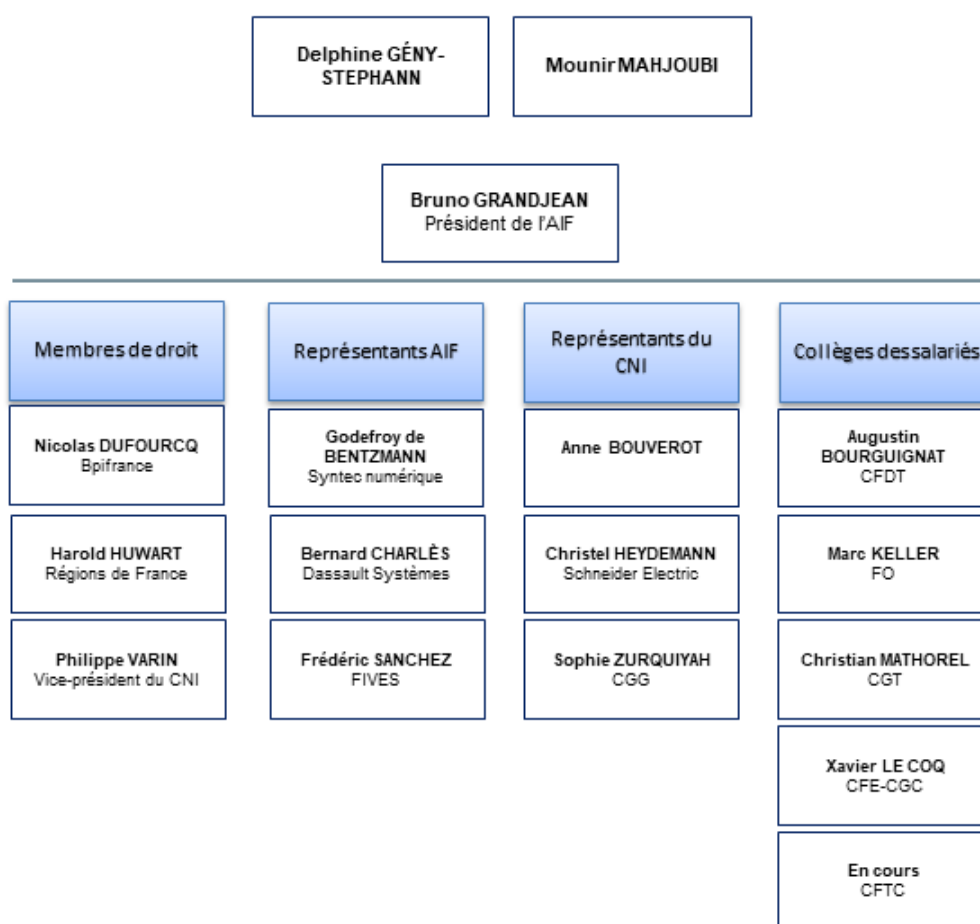 Delphine GÉNY-
STEPHANN
Mounir MAHJOUBI
Bruno GRANDJEAN
Président de l'AIF
Membres de droit
Nicolas DUFOURCQ
Bpifrance
Harold HUWART
Régions de France
Philippe VARIN
Vice-président du CNI
Représentants AIF
Godefroy de
BENTZMANN
Syntec numérique
Bernard CHARLÈS
Dassault Systèmes
Frédéric SANCHEZ
FIVES
Représentants du
CNI
Anne BOUVEROT
Christel HEYDEMANN
Schneider Electric
Sophie ZURQUIYAH
CGG
Collèges des salariés
Augustin
BOURGUIGNAT
CFDT
Marc KELLER
FO
Christian MATHOREL
CGT
Xavier LE COQ
CFE-CGC
En cours
CFTC